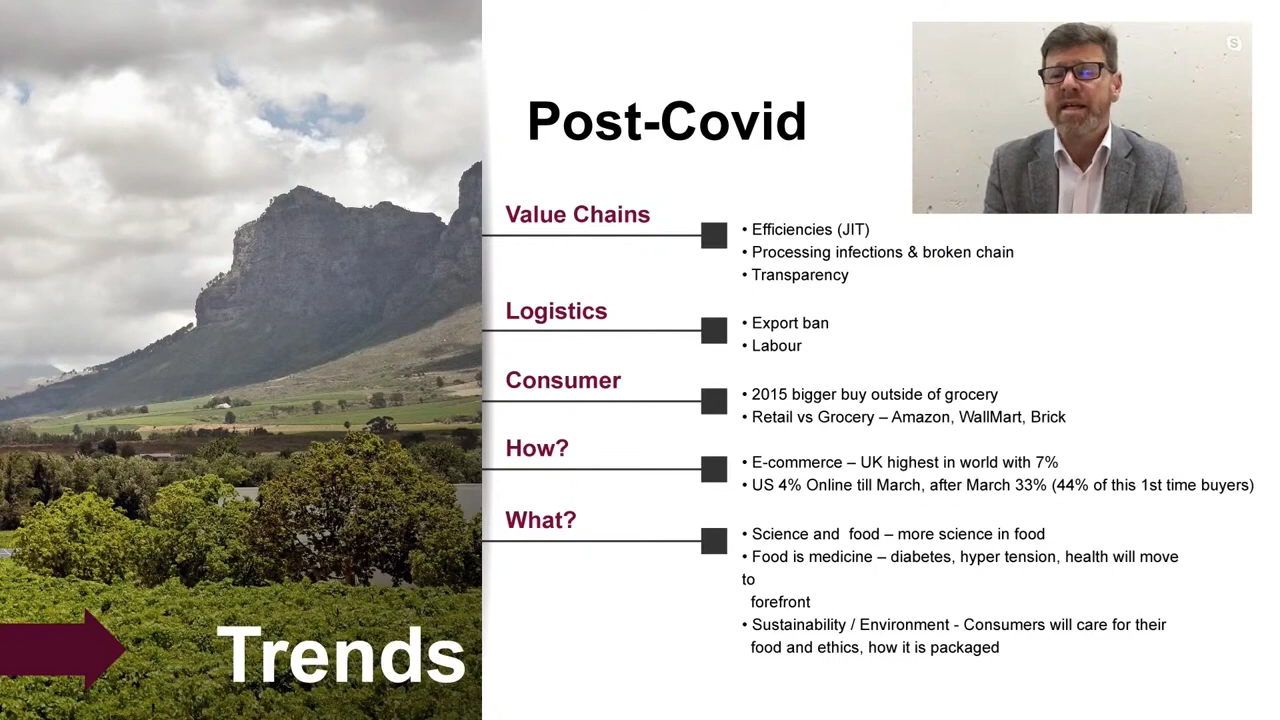 Post-Covid
Value Chains
• Efficiencies (JIT)
• Processing infections & broken chain
• Transparency
Logistics
• Export ban
• Labour
Consumer
• 2015 bigger buy outside of grocery
• Retail vs Grocery – Amazon, WallMart, Brick
How?
• E-commerce – UK highest in world with 7%
• US 4% Online till March, after March 33% (44% of this 1st time buyers)
What?
• Science and  food – more science in food
• Food is medicine – diabetes, hyper tension, health will move
to
forefront
• Sustainability / Environment - Consumers will care for their
food and ethics, how it is packaged
Trends